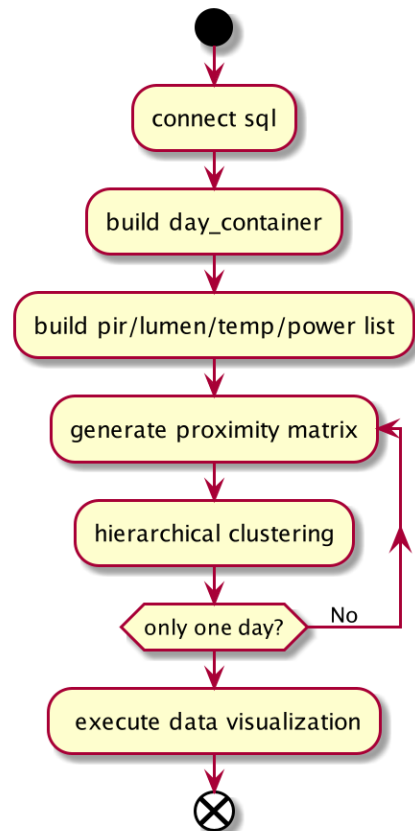 connect sql
build day_container
build pir/lumen/temp/power list
generate proximity matrix
hierarchical clustering
only one day?
No
execute data visualization